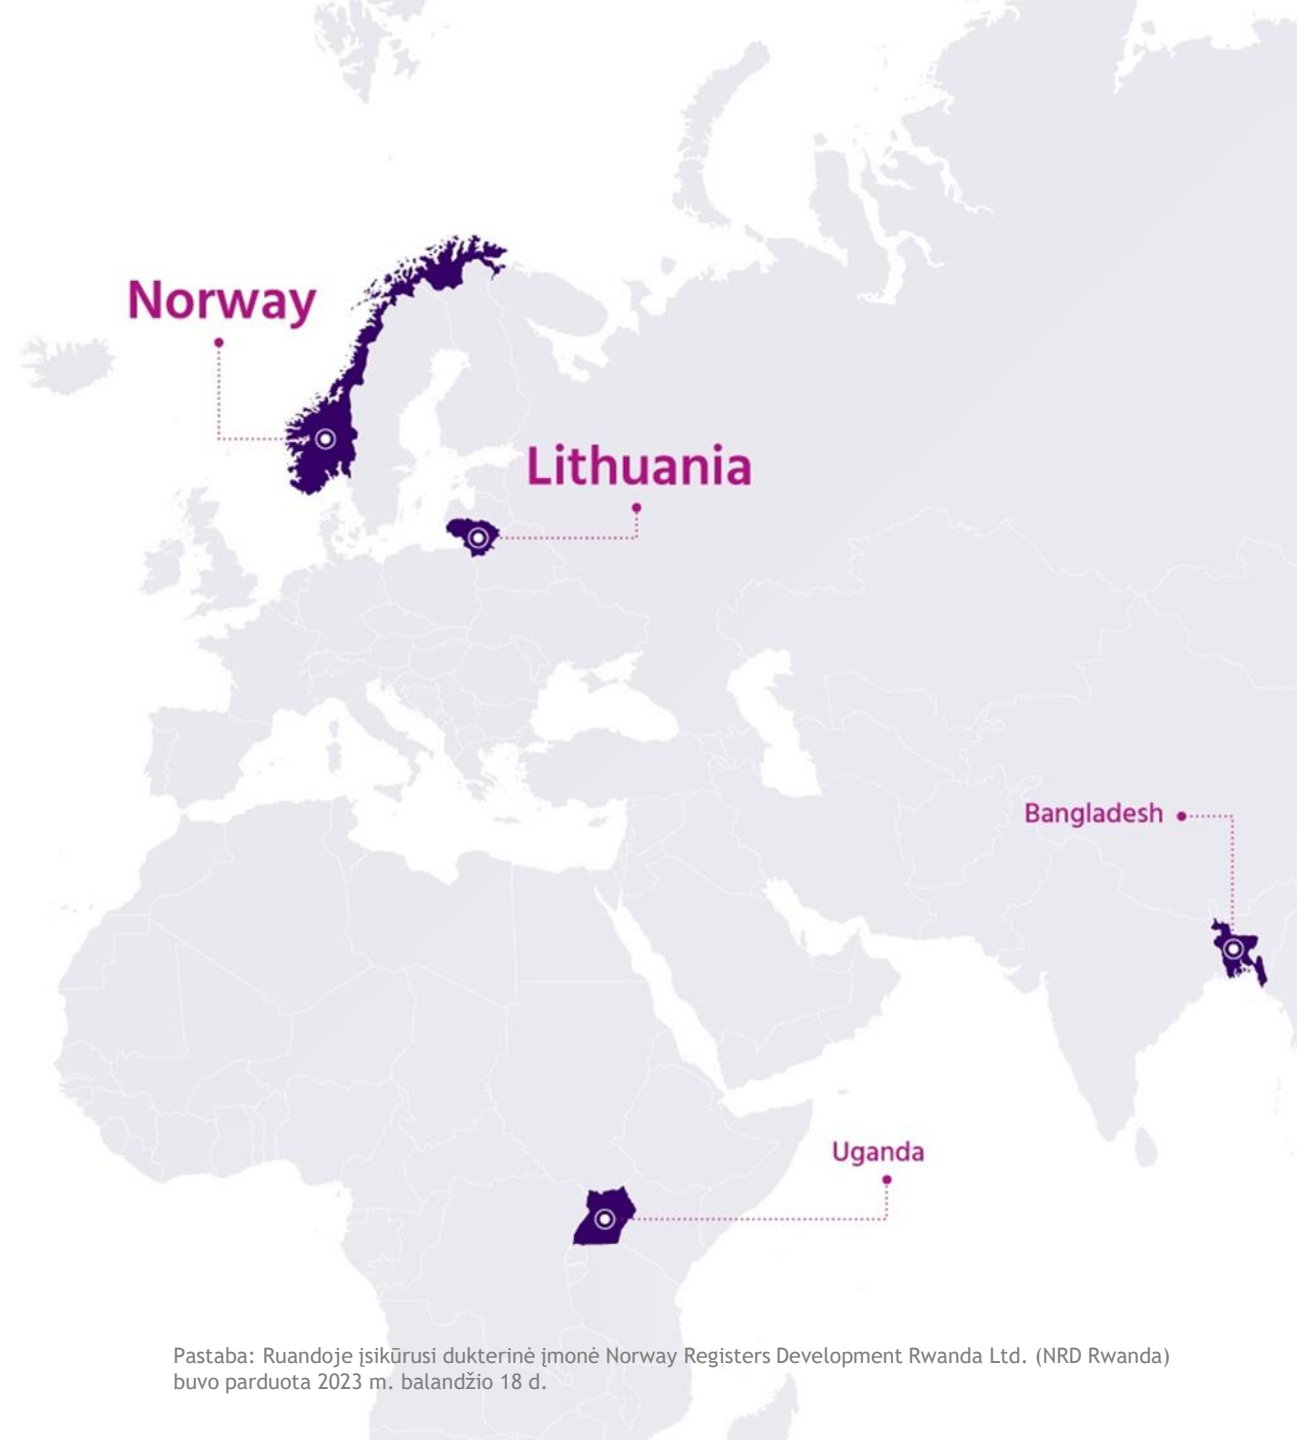 Norway
Lithuania
Bangladesh
Uganda
Pastaba: Ruandoje įsikūrusi dukterinė įmonė Norway Registers Development Rwanda Ltd. (NRD Rwanda)
buvo parduota 2023 m. balandžio 18 d.